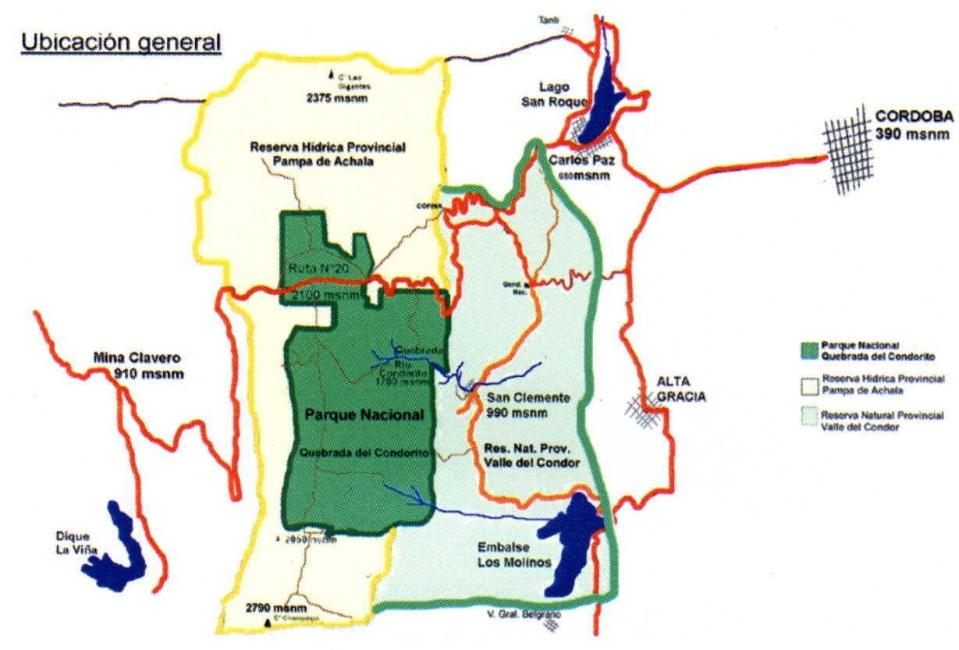 Ubicación general
Tanti
C° Los
Gigantes
2375 msnm
Lago
San Roque
CORDOBA
390 msnm
Reserva Hídrica Provincial
Pampa de Achala
Carlos Paz
680msnm
COPINA
Ruta N°20
2100 msnm
Mina Clavero
910 msnm
Quebrada
Río
Condorito
1780 msnm
Parque Nacional
Quebrada del Condorito
San Clemente
990 msnm
ALTA
GRACIA
Res. Nat. Prov.
Valle del Condor
Parque Nacional
Quebrada del Condorito
Reserva Hídrica Provincial
Pampa de Achala
Reserva Natural Provincial
Valle del Condor
Dique
La Viña
Embalse
Los Molinos
2790 msnm
V. Gral. Belgrano